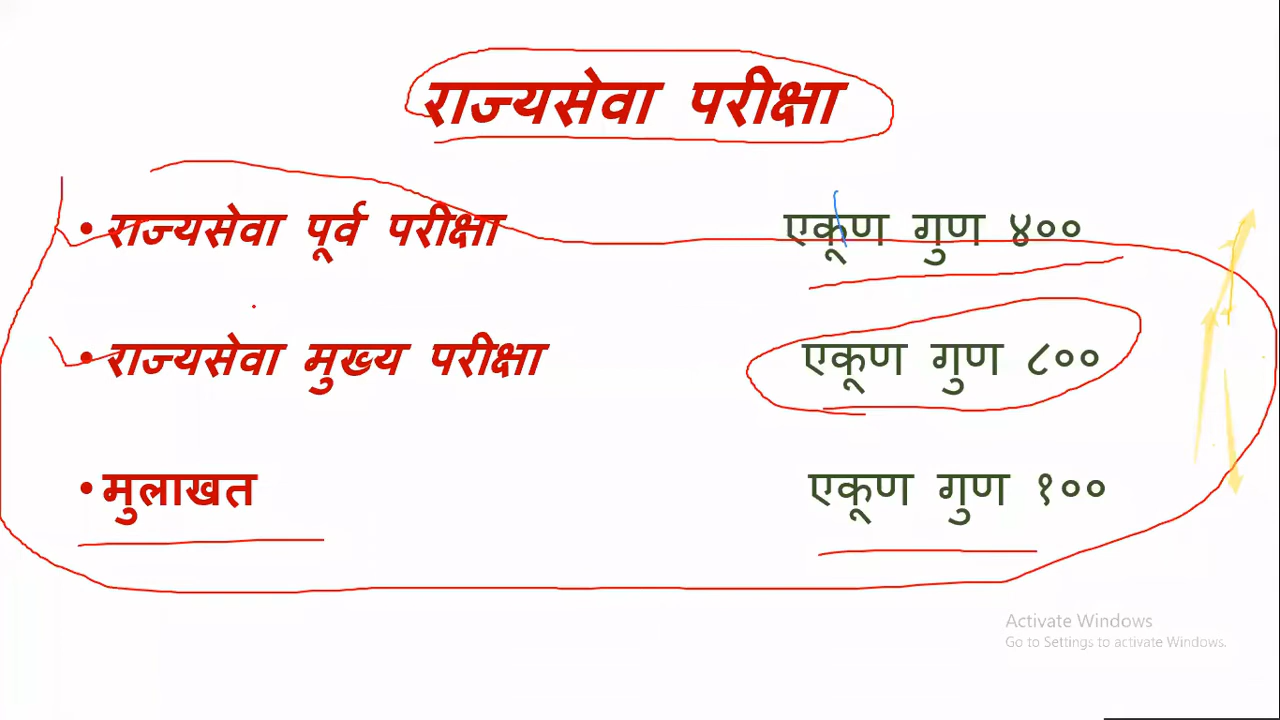 राज्यसेवा परीक्षा
• राज्यसेवा पूर्व परीक्षा एकूण गुण ४००
• राज्यसेवा मुख्य परीक्षा एकूण गुण ८००
• मुलाखत एकूण गुण १००
Activate Windows
Go to Settings to activate Windows.